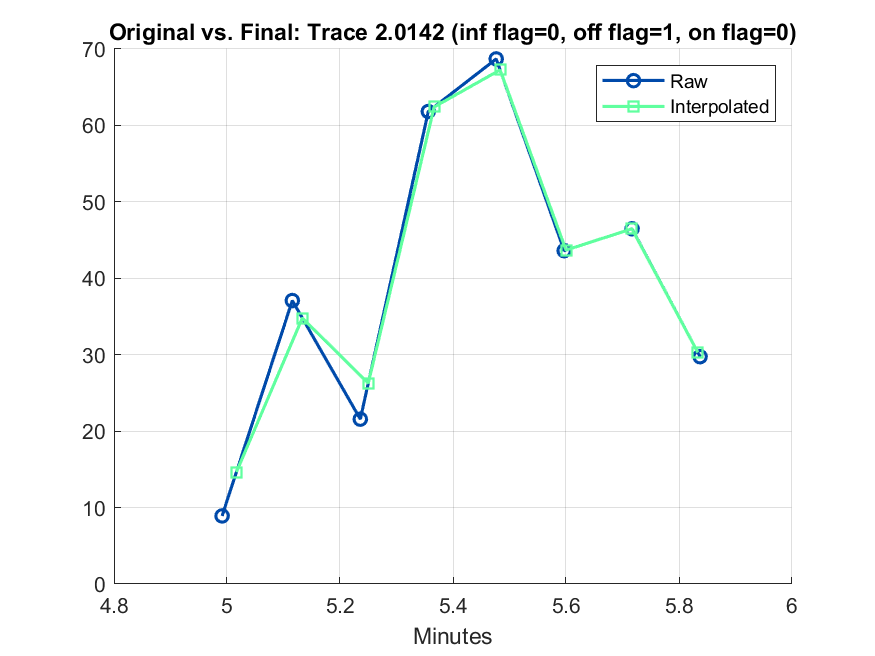 Original vs. Final: Trace 2.0142 (inf flag=0, off flag=1, on flag=0)
70
60
50
40
30
20
10
0
Raw
Interpolated
4.8 5 5.2 5.4 5.6 5.8 6
Minutes